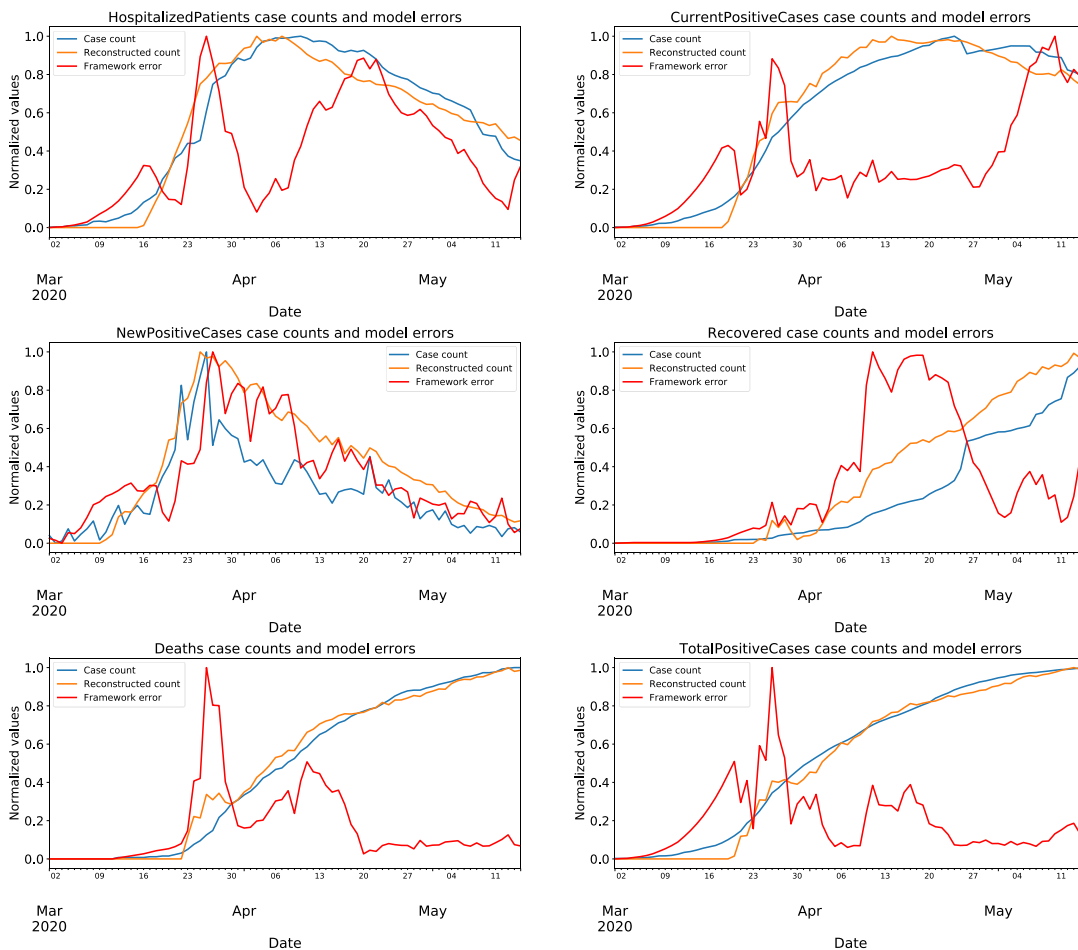 HospitalizedPatients case counts and model errors
Case count
Reconstructed count
Framework error
Normalized values
1.0
0.8
0.6
0.4
0.2
0.0
02 09 16 23 30 06 13 20 27 04 11
Mar
2020
Apr
May
Date
CurrentPositiveCases case counts and model errors
Case count
Reconstructed count
Framework error
Normalized values
1.0
0.8
0.6
0.4
0.2
0.0
02 09 16 23 30 06 13 20 27 04 11
Mar
2020
Apr
May
Date
NewPositiveCases case counts and model errors
Case count
Reconstructed count
Framework error
Normalized values
1.0
0.8
0.6
0.4
0.2
0.0
02 09 16 23 30 06 13 20 27 04 11
Mar
2020
Apr
May
Date
Recovered case counts and model errors
Case count
Reconstructed count
Framework error
Normalized values
1.0
0.8
0.6
0.4
0.2
0.0
02 09 16 23 30 06 13 20 27 04 11
Mar
2020
Apr
May
Date
Deaths case counts and model errors
Case count
Reconstructed count
Framework error
Normalized values
1.0
0.8
0.6
0.4
0.2
0.0
02 09 16 23 30 06 13 20 27 04 11
Mar
2020
Apr
May
Date
TotalPositiveCases case counts and model errors
Case count
Reconstructed count
Framework error
Normalized values
1.0
0.8
0.6
0.4
0.2
0.0
02 09 16 23 30 06 13 20 27 04 11
Mar
2020
Apr
May
Date